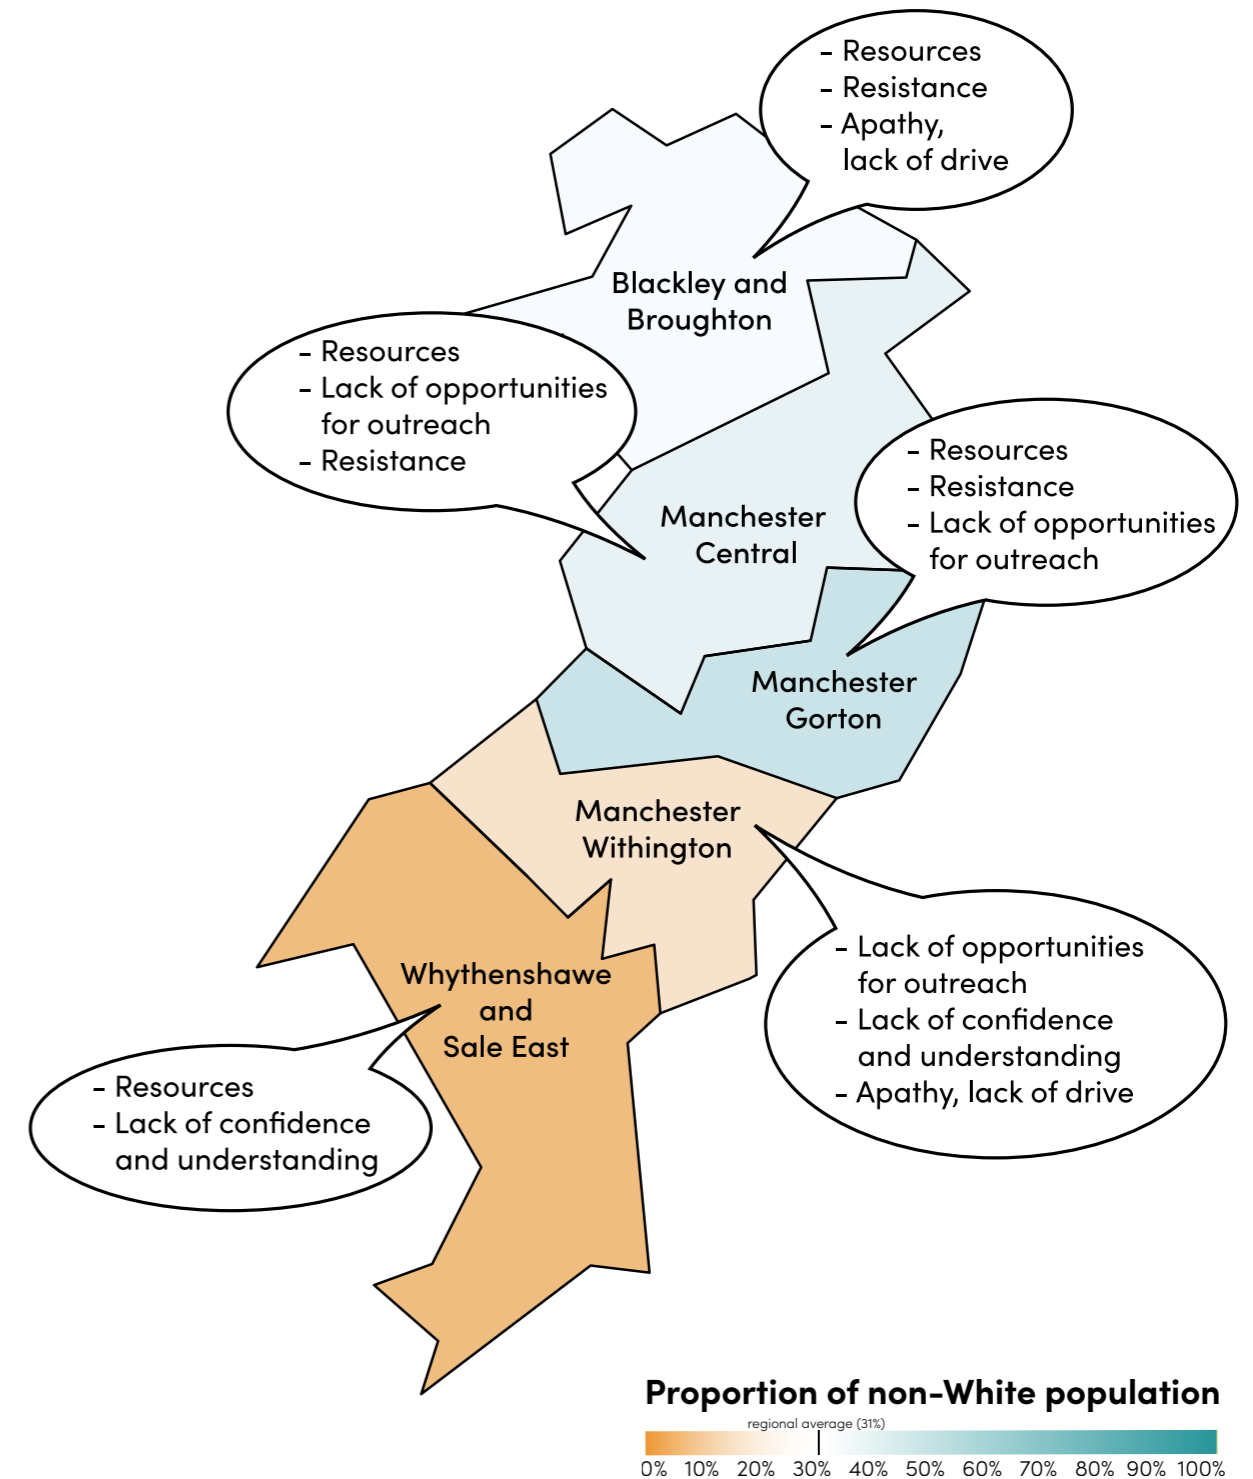 - Resources
- Resistance
- Apathy,
lack of drive
Blackley and
Broughton
- Resources
- Lack of opportunities
for outreach
- Resistance
- Resources
- Resistance
- Lack of opportunities
for outreach
Manchester
Central
Manchester
Gorton
Manchester
Withington
- Lack of opportunities
for outreach
- Lack of confidence
and understanding
- Apathy, lack of drive
Whythenshawe
and
Sale East
- Resources
- Lack of confidence
and understanding
Proportion of non-White population
regional average (31%)
0% 10% 20% 30% 40% 50% 60% 70% 80% 90% 100%